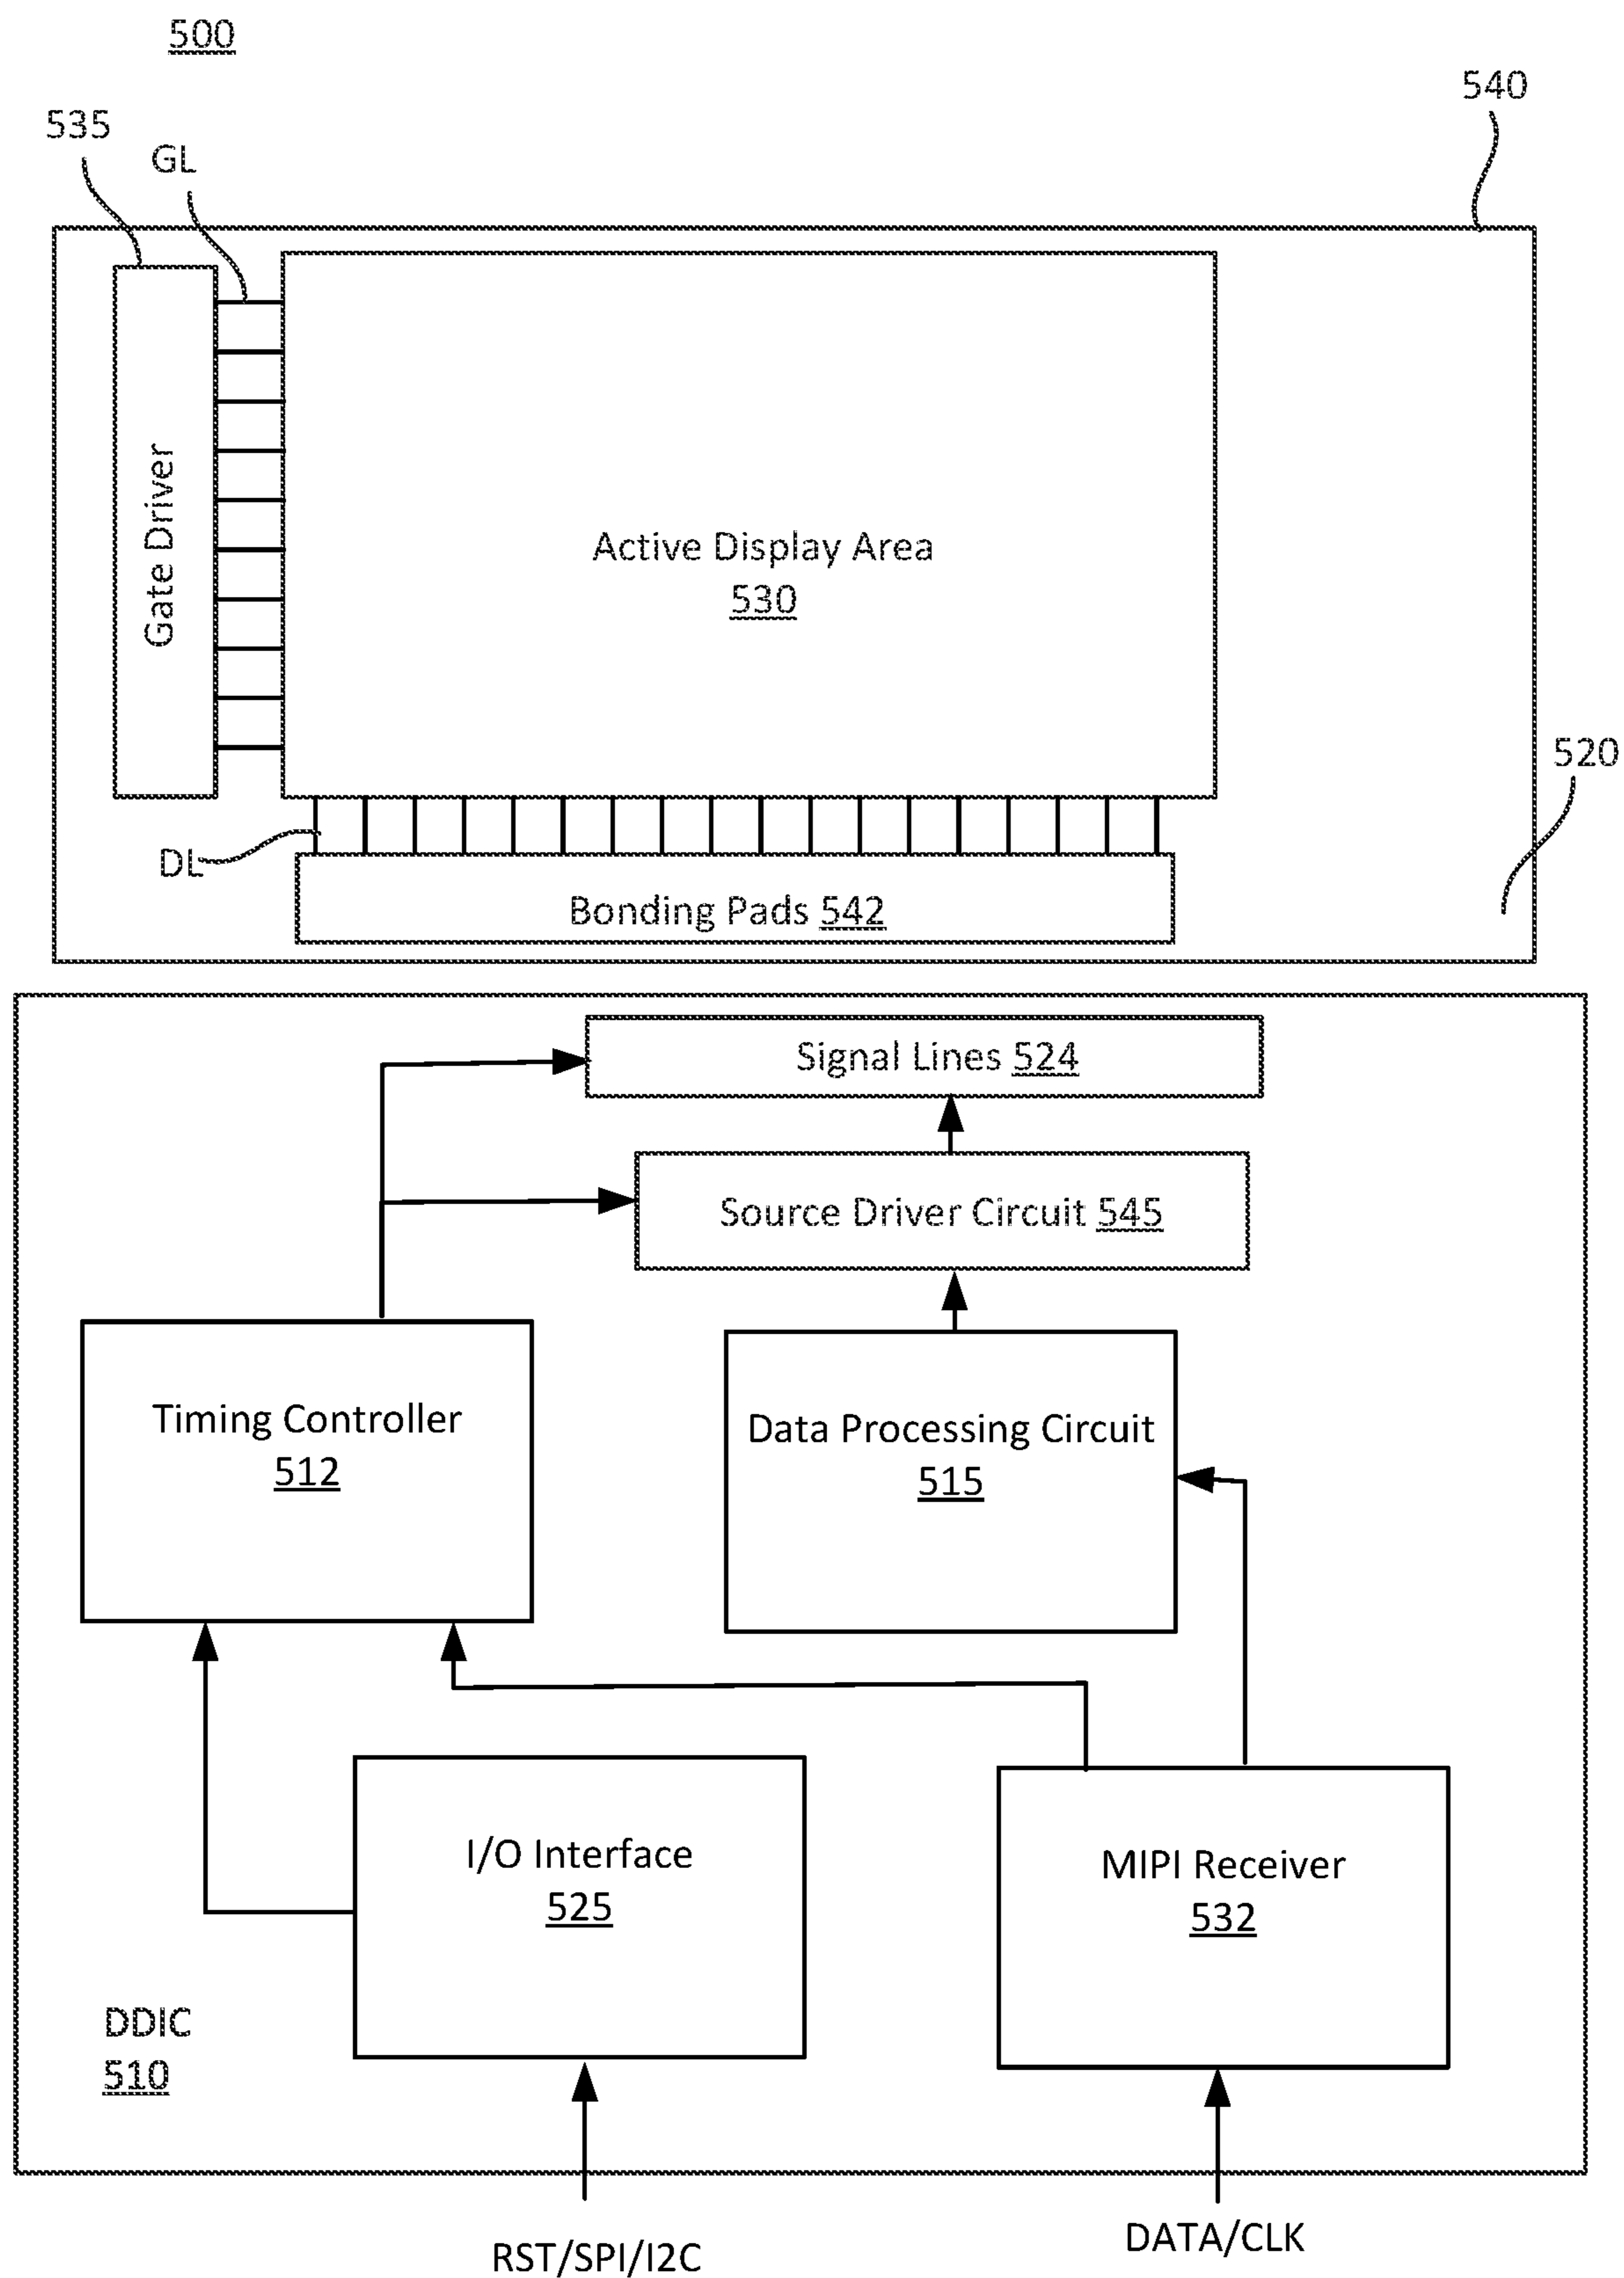 500
540
535
GL
Gate Driver
Active Display Area
530
520
DL
Bonding Pads 542
Signal Lines 524
Source Driver Circuit 545
Timing Controller
512
Data Processing Circuit
515
I/O Interface
525
MIPI Receiver
532
DDIC
510
RST/SPI/I2C
DATA/CLK